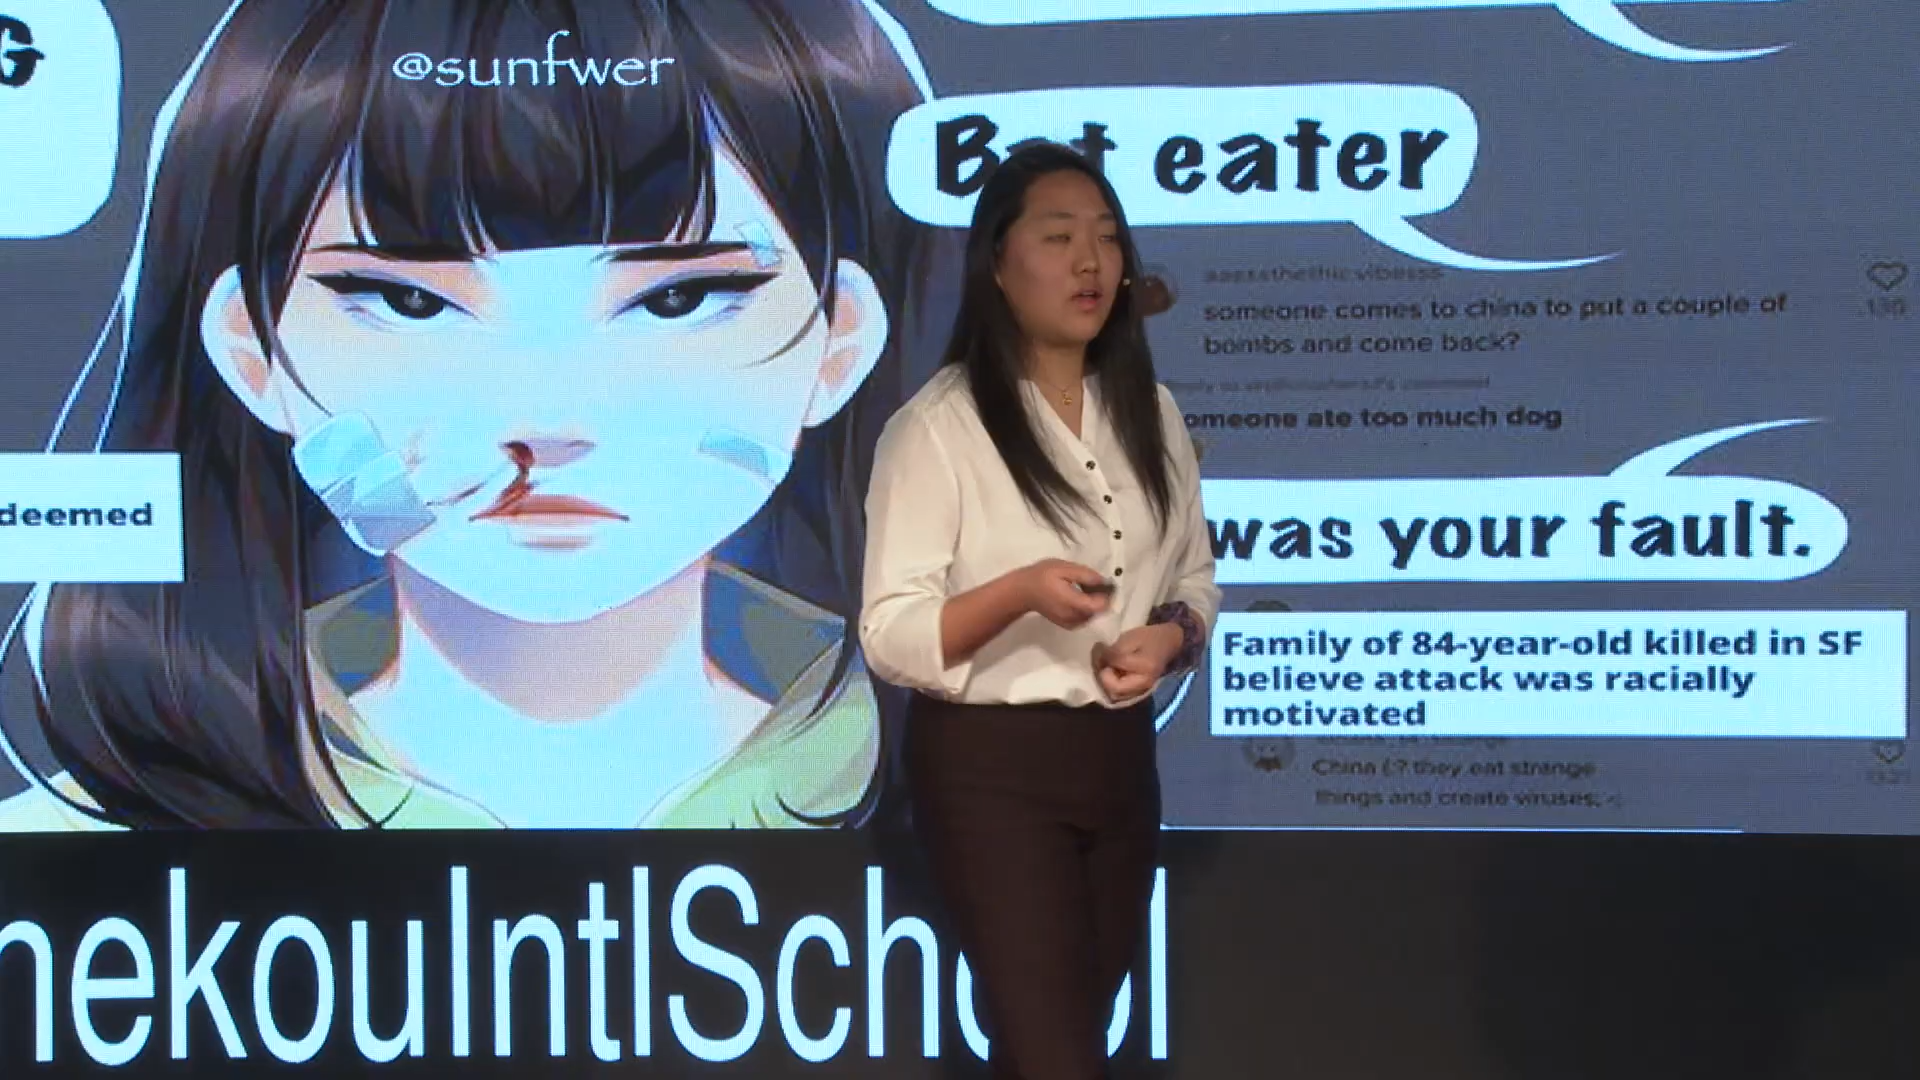 G
@sunfwer
Bat eater
aaessthethicvibesss
someone comes to china to put a couple of
bombs and come back?
omeone ate too much dog
deemed
was your fault.
Family of 84-year-old killed in SF
believe attack was racially
motivated
China (? they eat strange
things and create viruses;
hekouIntlSchool